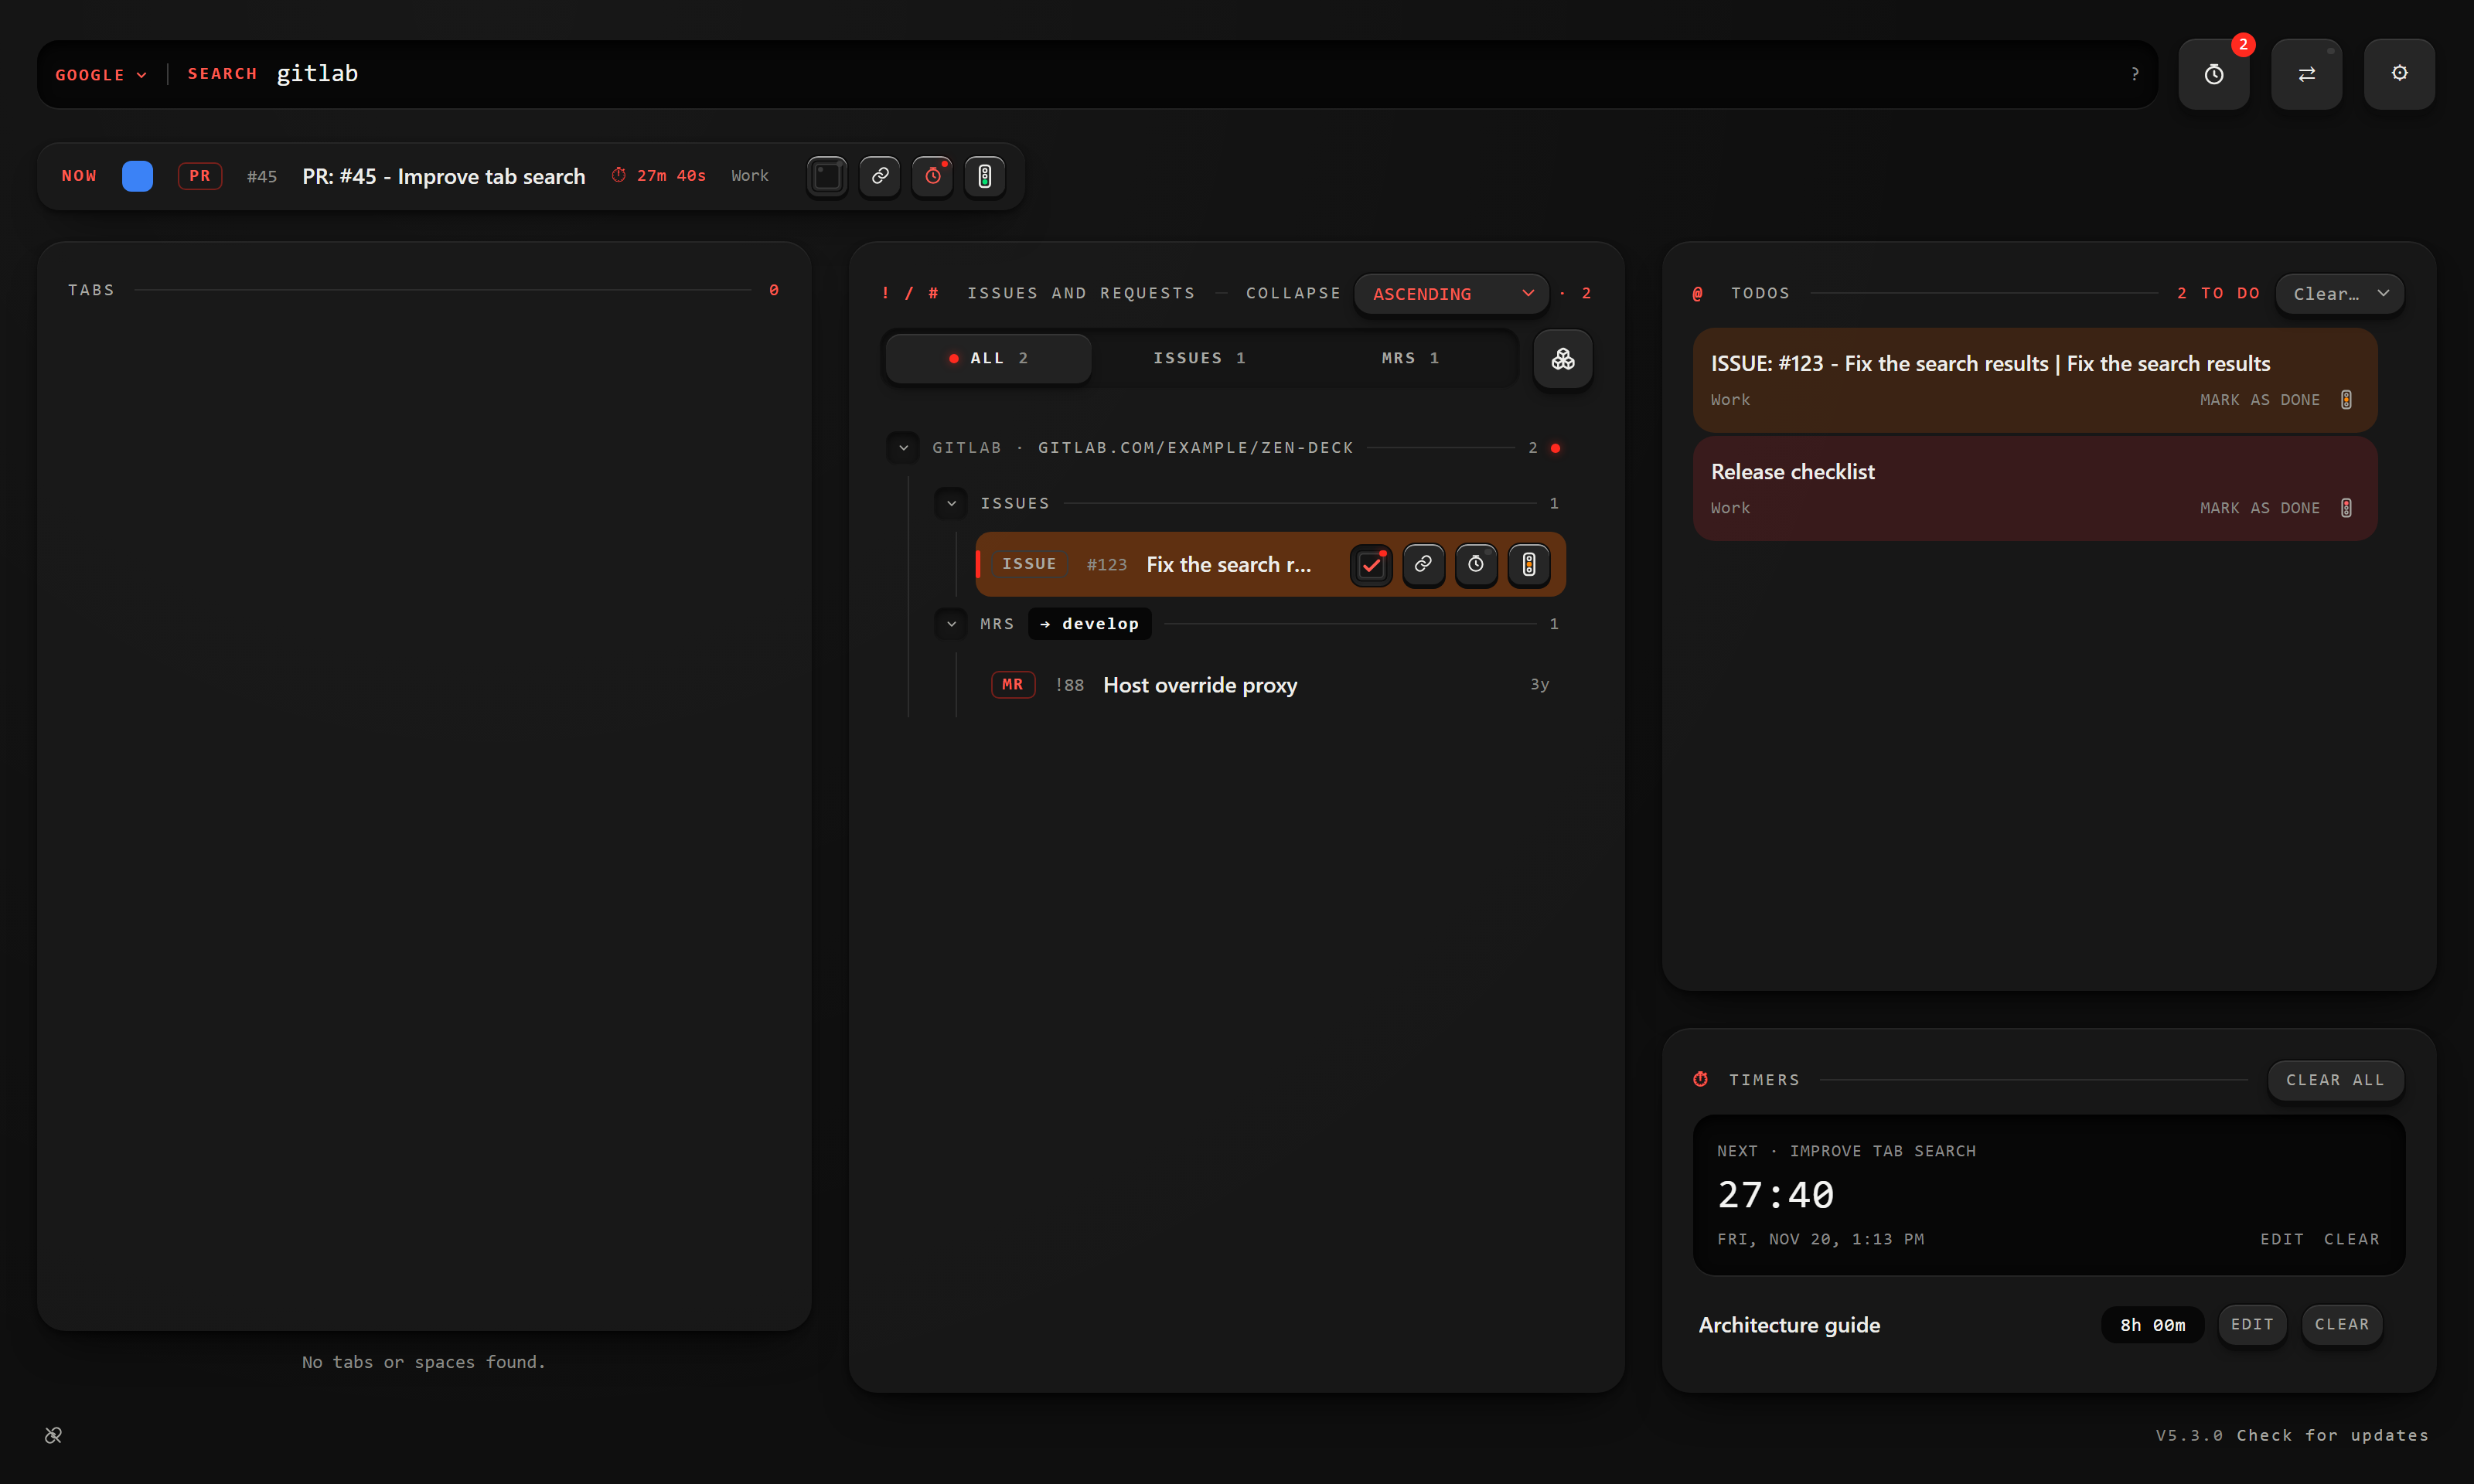 GOOGLE SEARCH gitlab ?
2
NOW PR #45 PR: #45 - Improve tab search 27m 40s Work
TABS 0
No tabs or spaces found.
! / # ISSUES AND REQUESTS COLLAPSE ASCENDING · 2
ALL 2 ISSUES 1 MRS 1
GITLAB · GITLAB.COM/EXAMPLE/ZEN-DECK 2
ISSUES 1
ISSUE #123 Fix the search r...
MRS → develop 1
MR !88 Host override proxy 3y
@ TODOS 2 TO DO Clear...
ISSUE: #123 - Fix the search results | Fix the search results
Work MARK AS DONE
Release checklist
Work MARK AS DONE
TIMERS CLEAR ALL
NEXT · IMPROVE TAB SEARCH
27:40
FRI, NOV 20, 1:13 PM EDIT CLEAR
Architecture guide 8h 00m EDIT CLEAR
V5.3.0 Check for updates